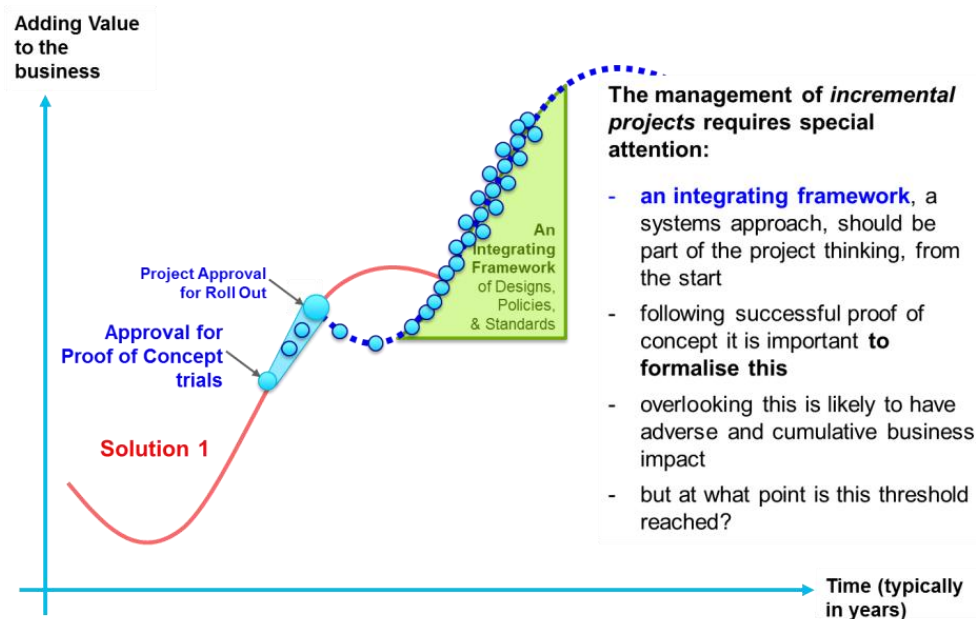 Adding Value
to the
business
The management of incremental
projects requires special
attention:
- an integrating framework, a
systems approach, should be
part of the project thinking, from
the start
- following successful proof of
concept it is important to
formalise this
- overlooking this is likely to have
adverse and cumulative business
impact
- but at what point is this threshold
reached?
An
Integrating
Framework
of Designs,
Policies,
& Standards
Project Approval
for Roll Out
Approval for
Proof of Concept
trials
Solution 1
Time (typically
in years)